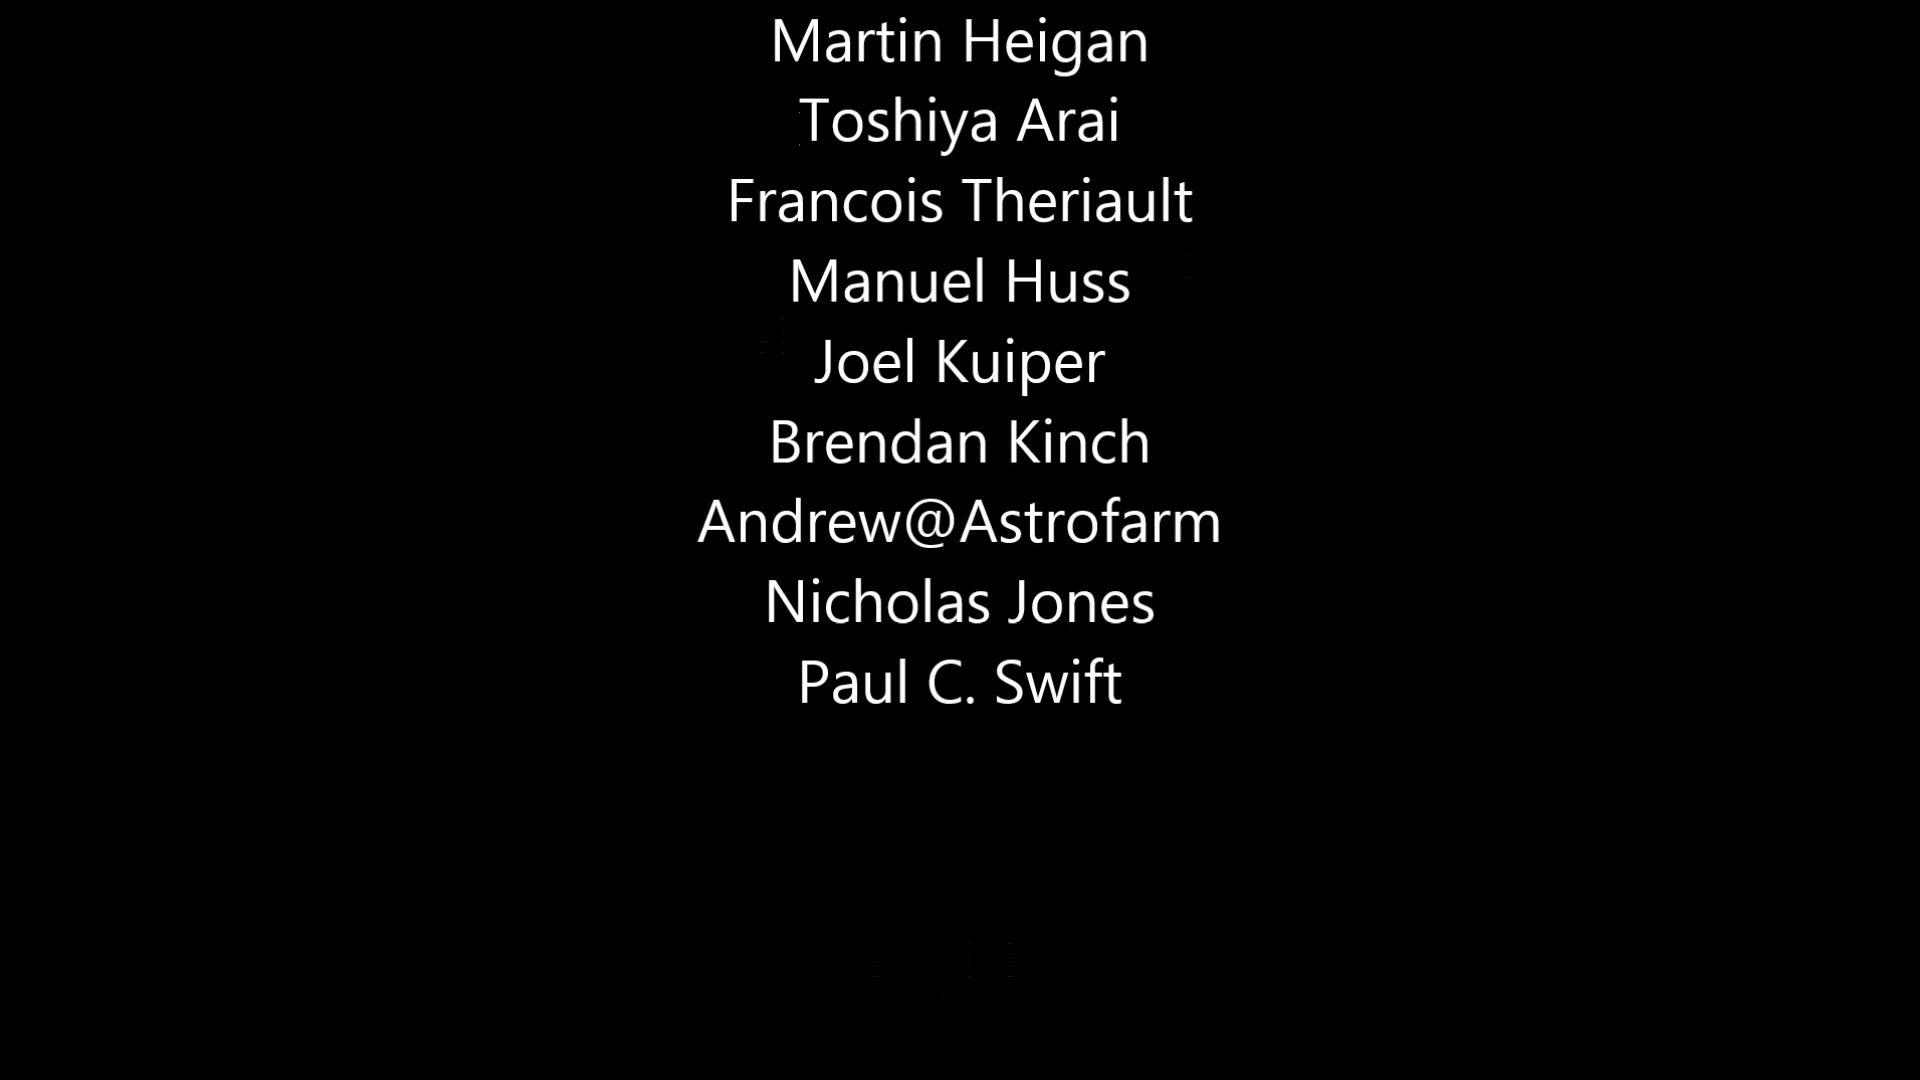 Martin Heigan
Toshiya Arai
Francois Theriault
Manuel Huss
Joel Kuiper
Brendan Kinch
Andrew@Astrofarm
Nicholas Jones
Paul C. Swift